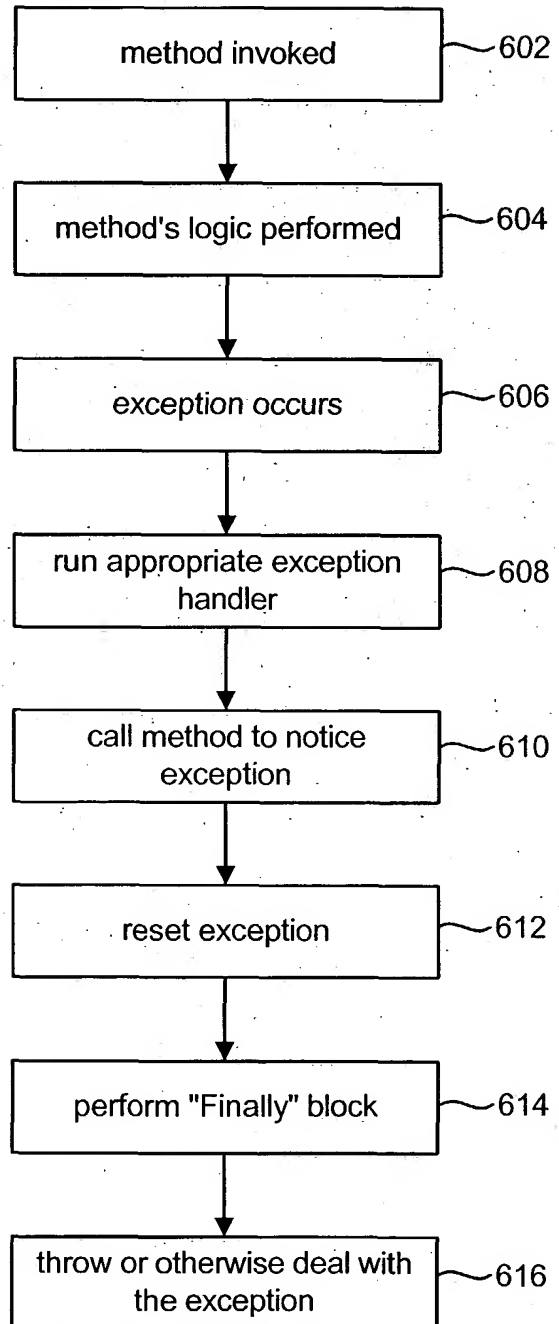 method invoked
602
method's logic performed
604
exception occurs
606
run appropriate exception
handler
608
call method to notice
exception
610
reset exception
612
perform "Finally" block
614
throw or otherwise deal with
the exception
616